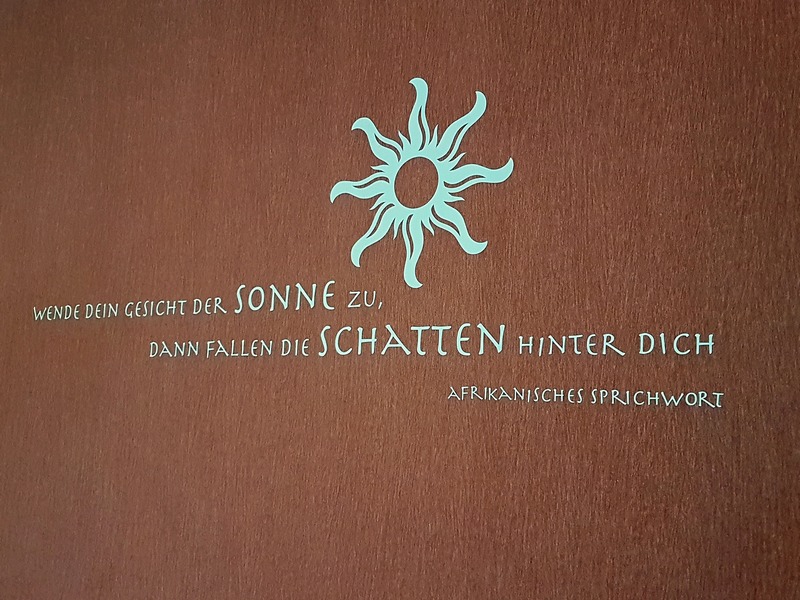 WENDE DEIN GESICHT DER SONNE ZU,
DANN FALLEN DIE SCHATTEN HINTER DICH
AFRIKANISCHES SPRICHWORT